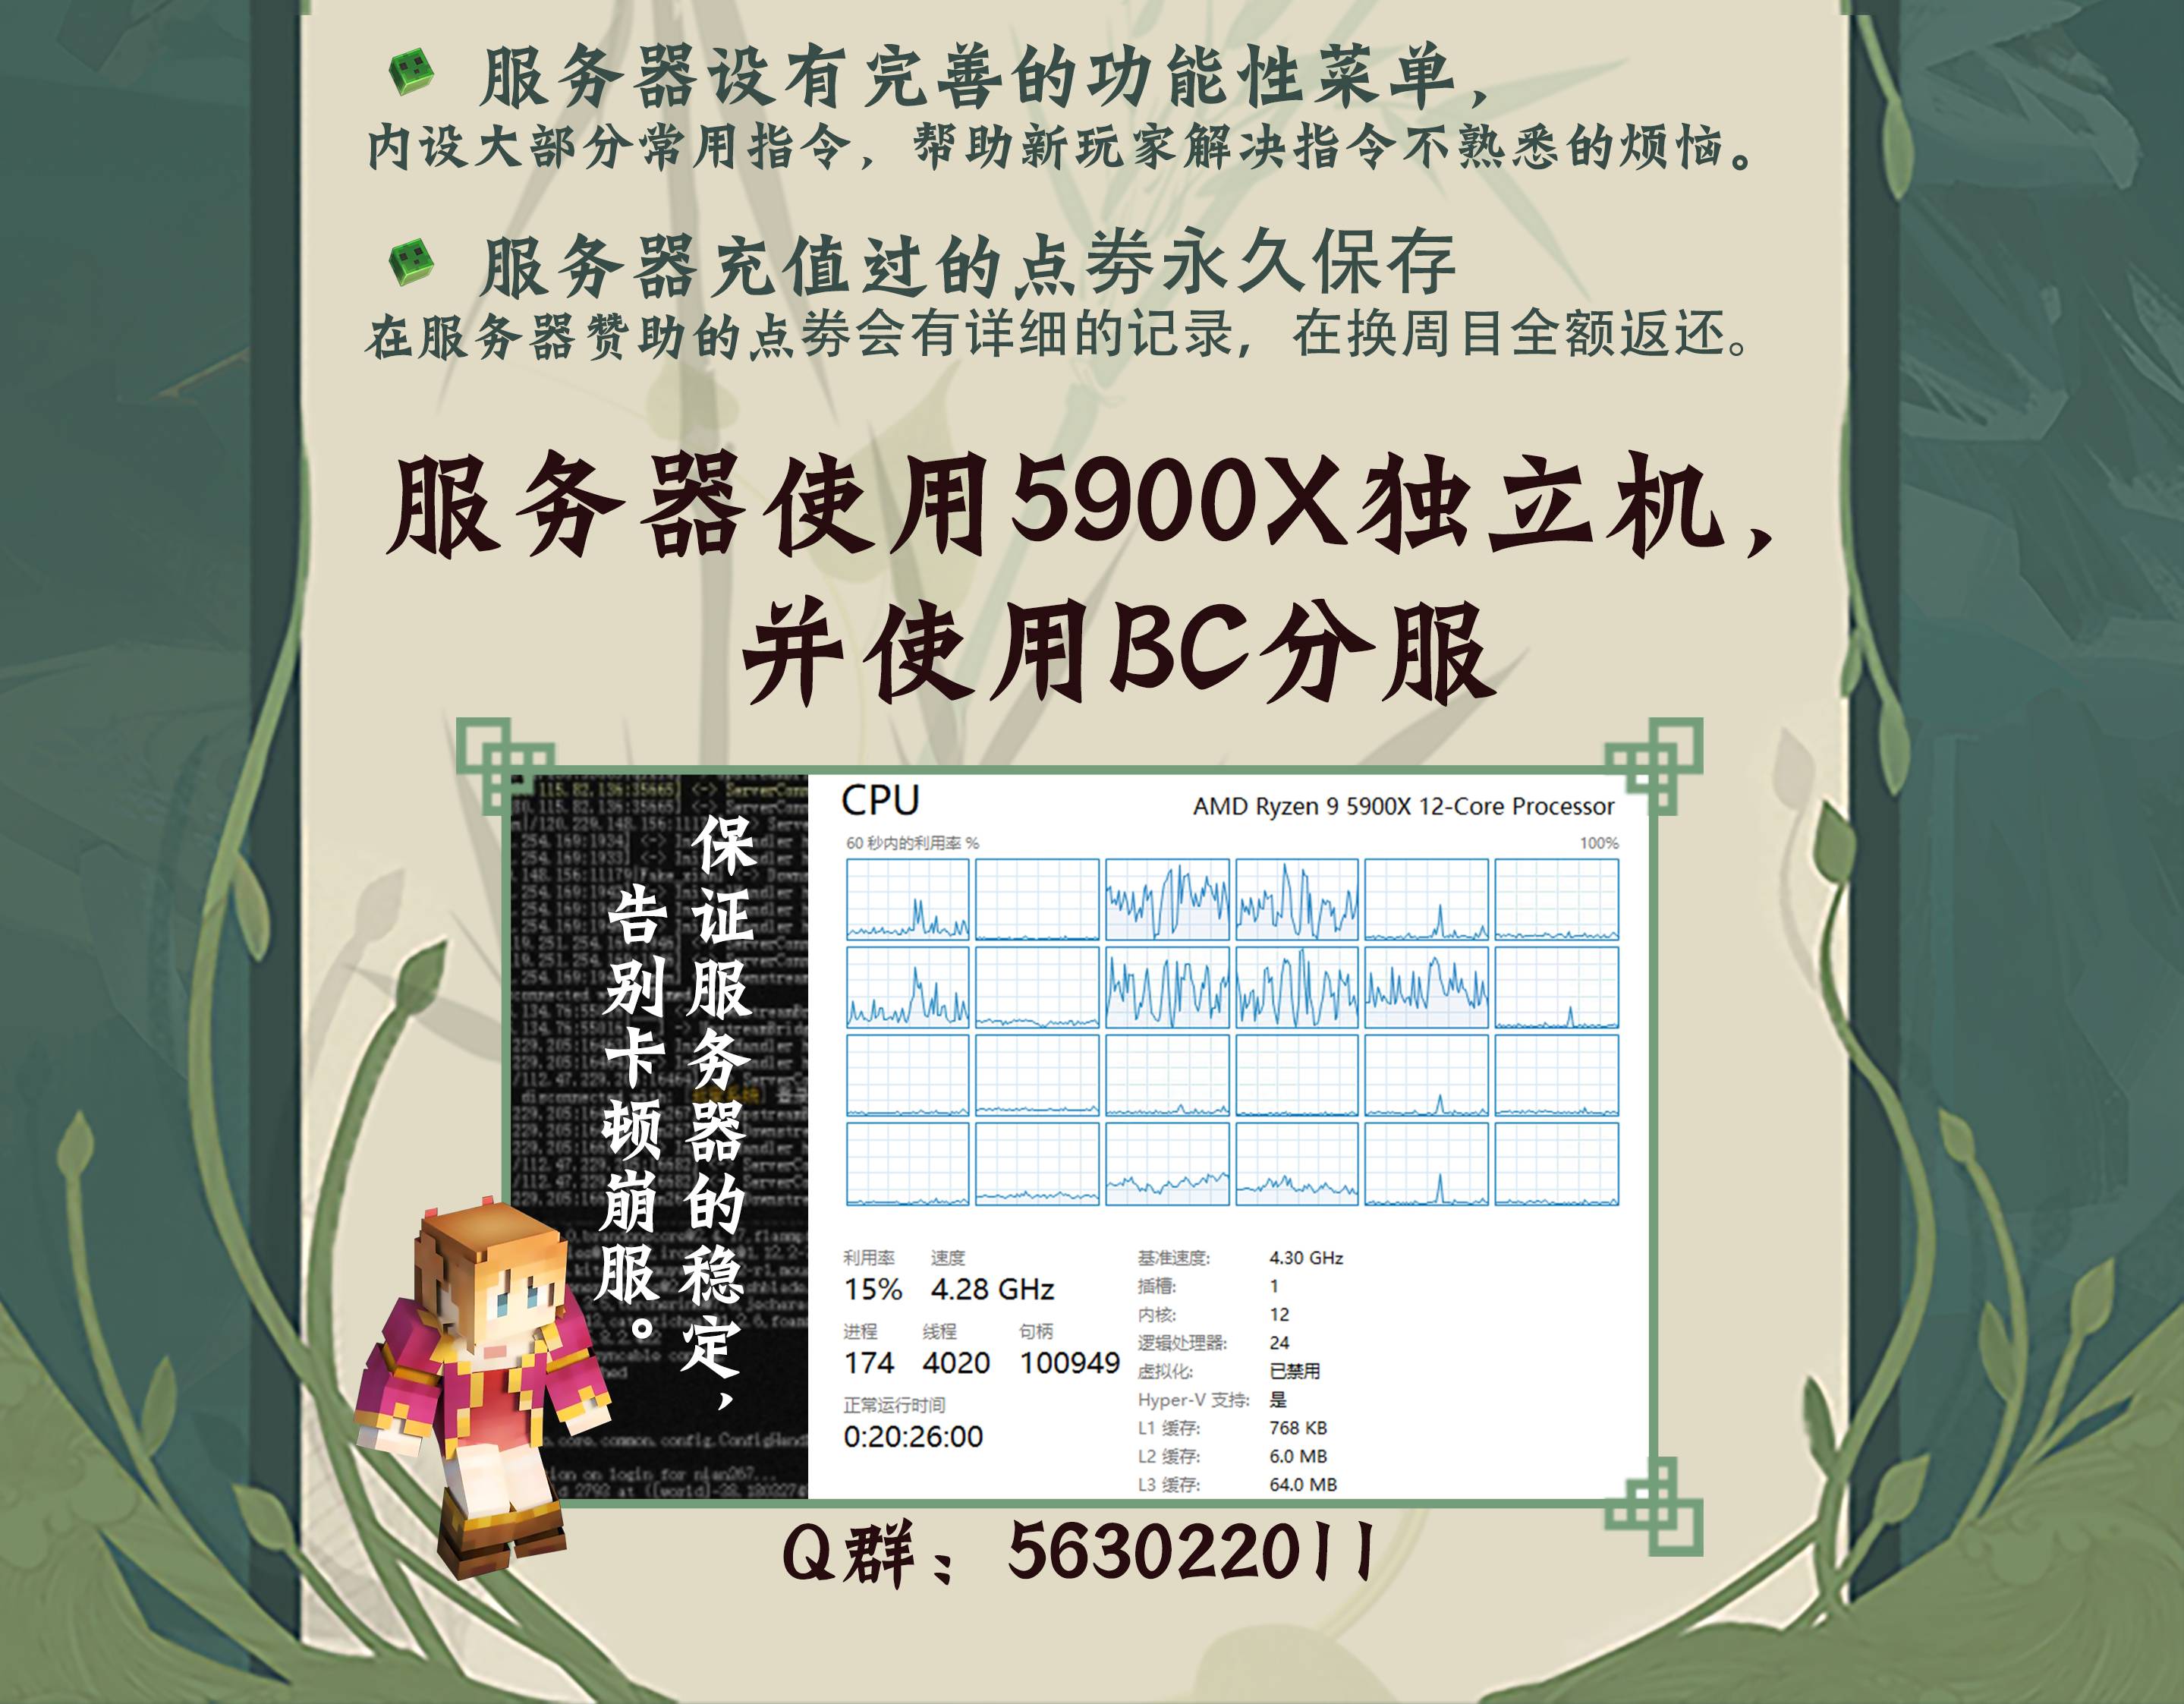 服务器设有完善的功能性菜单，
内设大部分常用指令，帮助新玩家解决指令不熟悉的烦恼。
服务器充值过的点劵永久保存
在服务器赞助的点劵会有详细的记录，在换周目全额返还。
服务器使用5900X独立机，
并使用BC分服
保证服务器的稳定，
告别卡顿崩服。
CPU AMD Ryzen 9 5900X 12-Core Processor
60 秒内的利用率 % 100%
利用率 速度
15% 4.28 GHz
进程 线程 句柄
174 4020 100949
正常运行时间
0:20:26:00
基准速度: 4.30 GHz
插槽: 1
内核: 12
逻辑处理器: 24
虚拟化: 已禁用
Hyper-V 支持: 是
L1 缓存: 768 KB
L2 缓存: 6.0 MB
L3 缓存: 64.0 MB
Q群：563022011